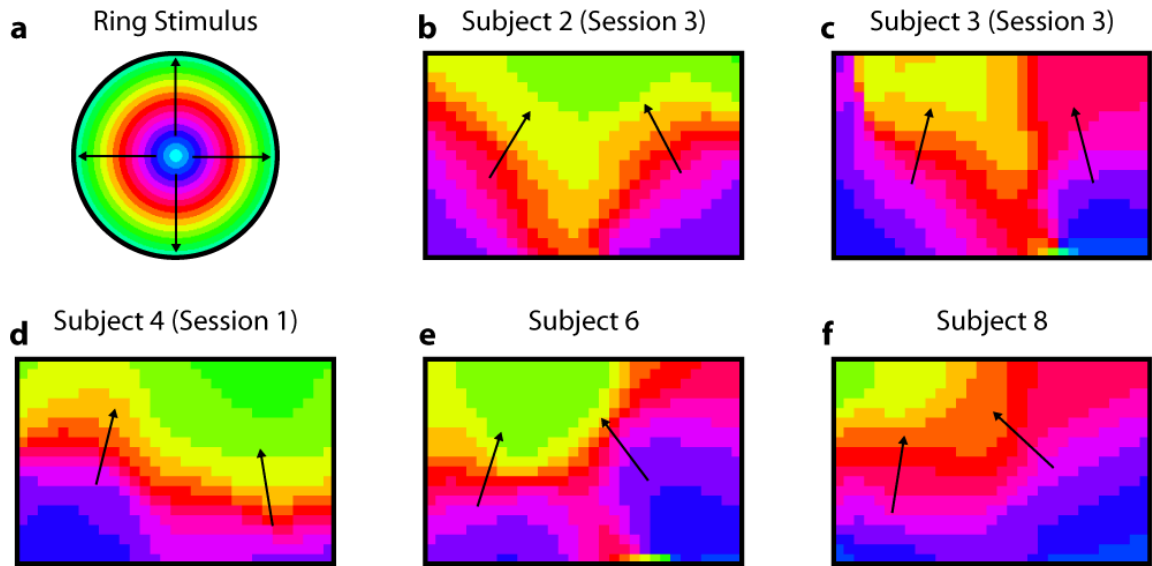 a Ring Stimulus
b Subject 2 (Session 3)
c Subject 3 (Session 3)
d Subject 4 (Session 1)
e Subject 6
f Subject 8